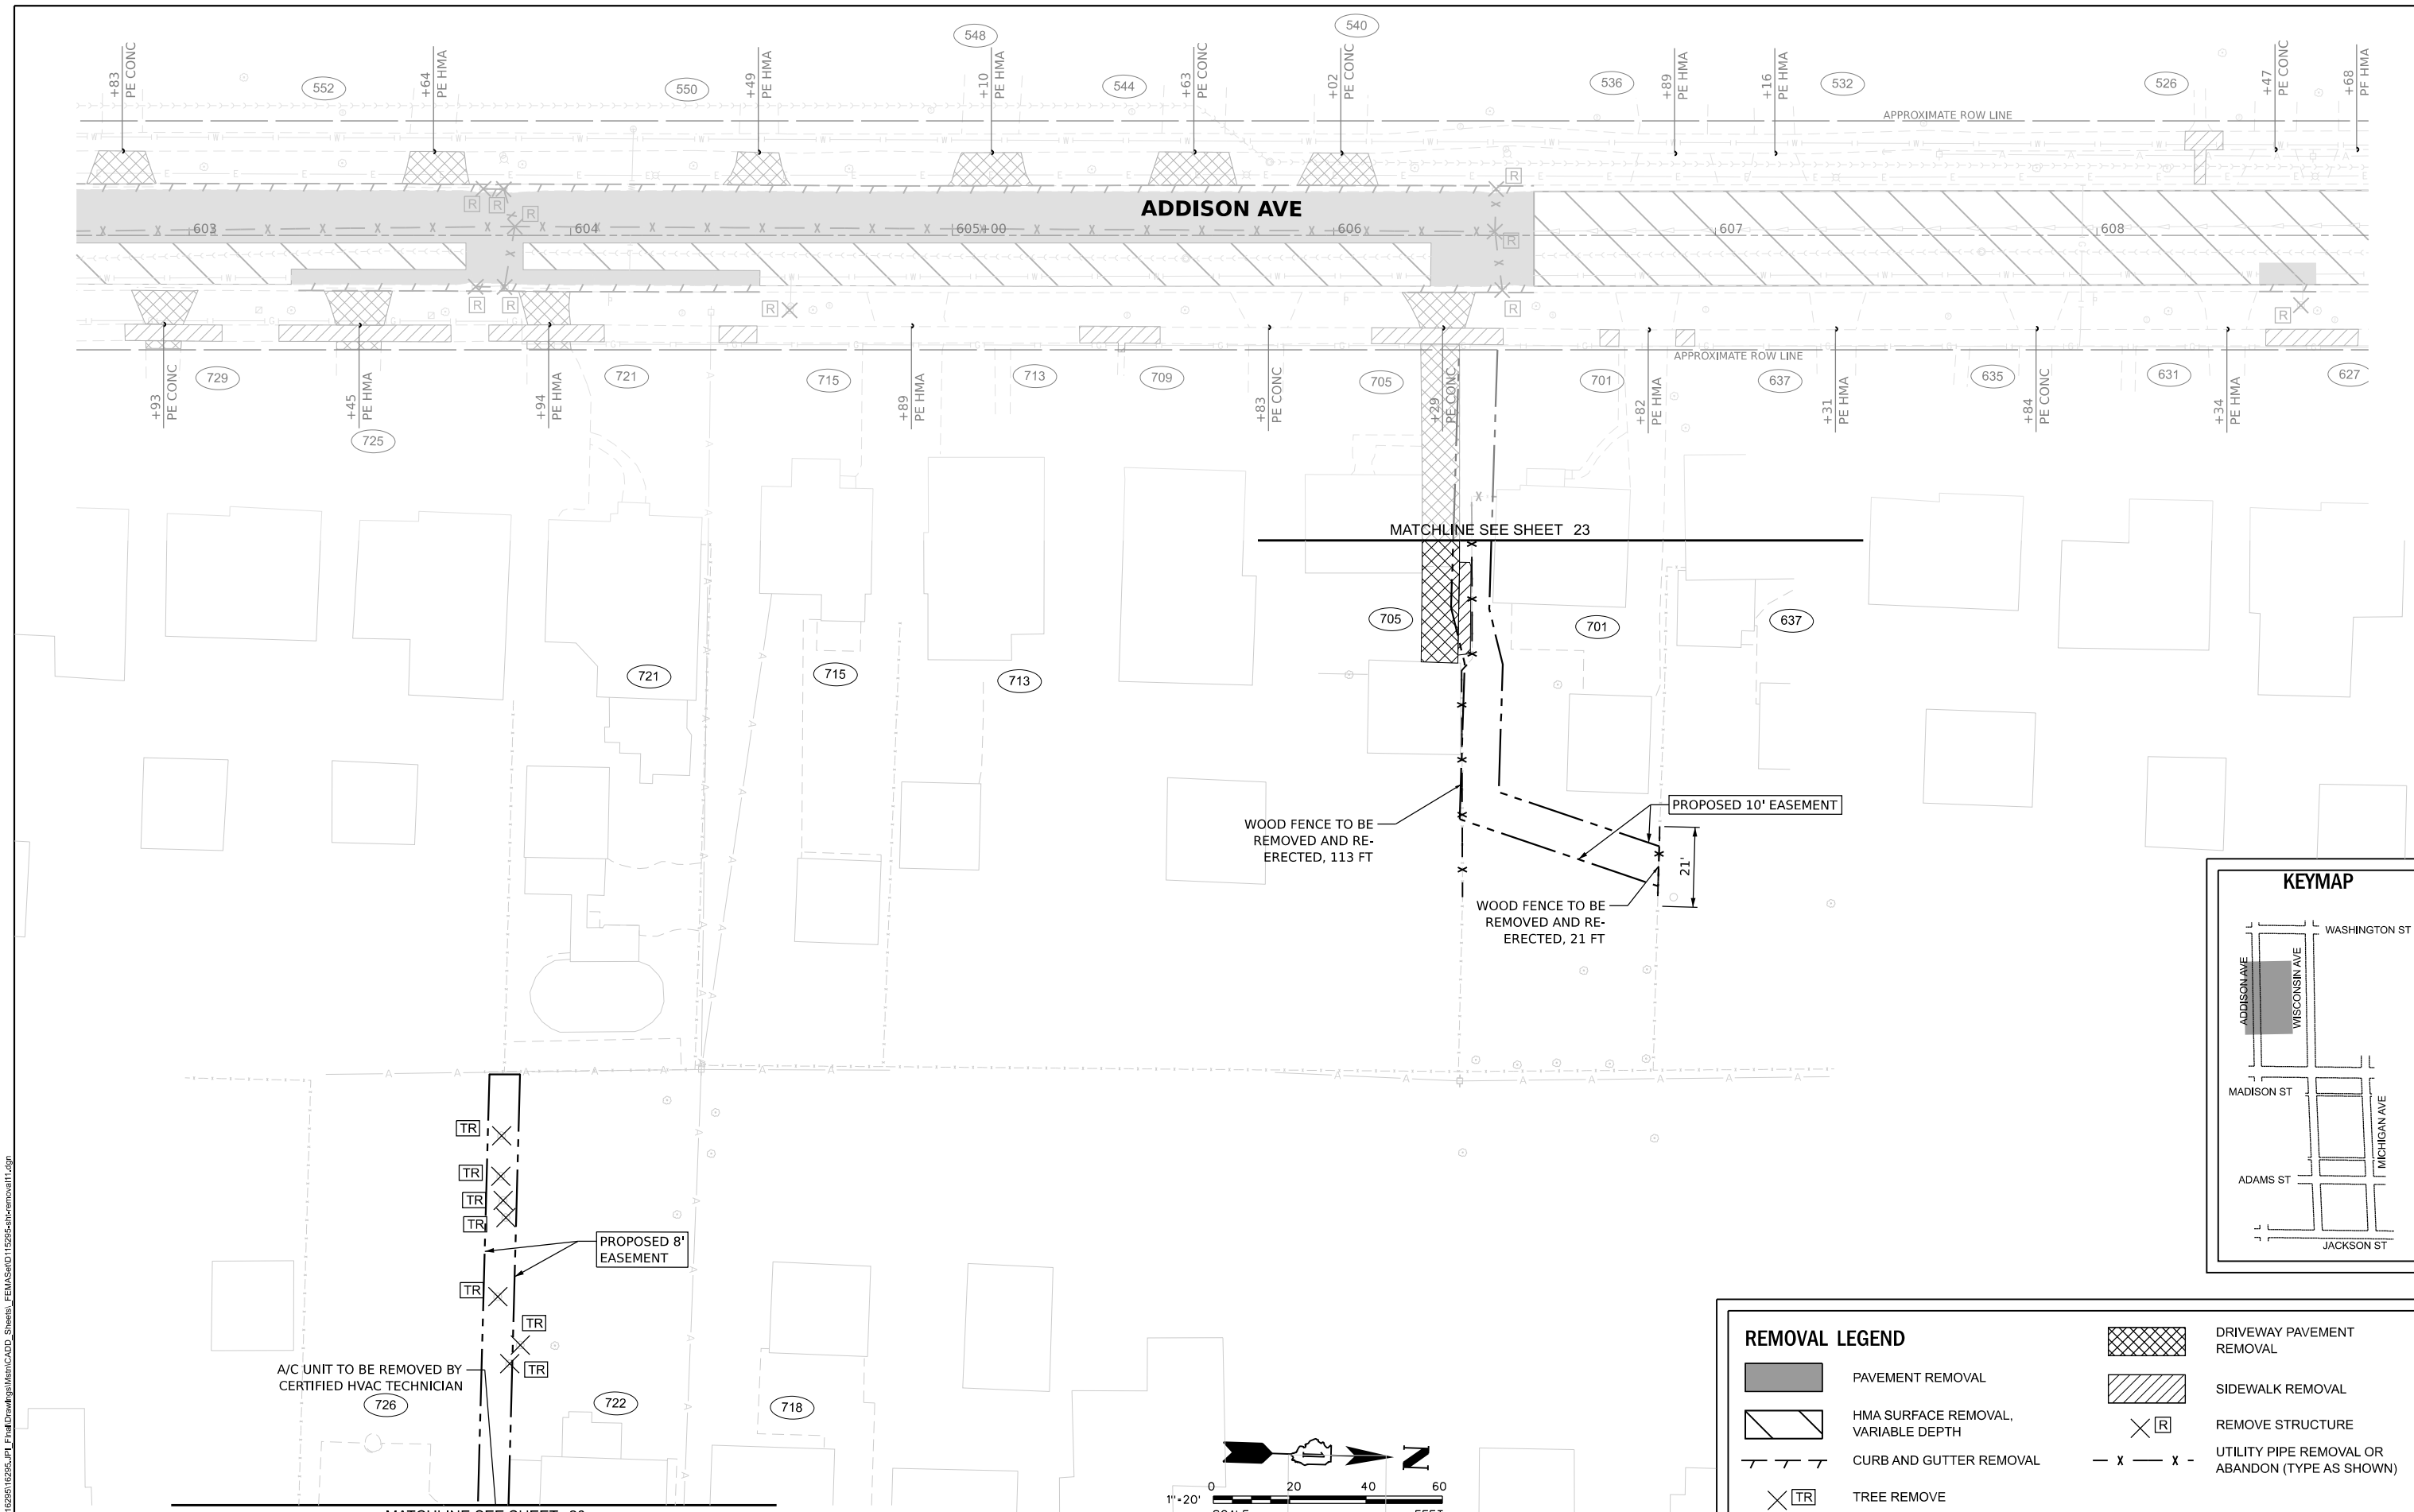 540
548
+83
PE CONC
552
+64
PE HMA
550
+49
PE HMA
+10
PE HMA
544
+63
PE CONC
+02
PE CONC
536
+89
PE HMA
+16
PE HMA
532
526
+47
PE CONC
+68
PE HMA
APPROXIMATE ROW LINE
ADDISON AVE
603
604
605+00
606
607
608
R
R
R
R
R
R
R
R
R
R
R
APPROXIMATE ROW LINE
+93
PE CONC
729
+45
PE HMA
725
+94
PE HMA
721
715
+89
PE HMA
713
709
+83
PE CONC
705
+29
PE CONC
701
+82
PE HMA
637
+31
PE HMA
635
+84
PE CONC
631
+34
PE HMA
627
MATCHLINE SEE SHEET 23
705
701
637
721
715
713
PROPOSED 10' EASEMENT
WOOD FENCE TO BE
REMOVED AND RE-
ERECTED, 113 FT
21'
WOOD FENCE TO BE
REMOVED AND RE-
ERECTED, 21 FT
KEYMAP
WASHINGTON ST
ADDISON AVE
WISCONSIN AVE
MADISON ST
MICHIGAN AVE
ADAMS ST
JACKSON ST
TR
TR
TR
TR
PROPOSED 8'
EASEMENT
TR
TR
TR
A/C UNIT TO BE REMOVED BY
CERTIFIED HVAC TECHNICIAN
726
722
718
N
0 20 40 60
1"=20'
REMOVAL LEGEND
PAVEMENT REMOVAL
HMA SURFACE REMOVAL,
VARIABLE DEPTH
CURB AND GUTTER REMOVAL
TR TREE REMOVE
DRIVEWAY PAVEMENT
REMOVAL
SIDEWALK REMOVAL
R REMOVE STRUCTURE
UTILITY PIPE REMOVAL OR
ABANDON (TYPE AS SHOWN)